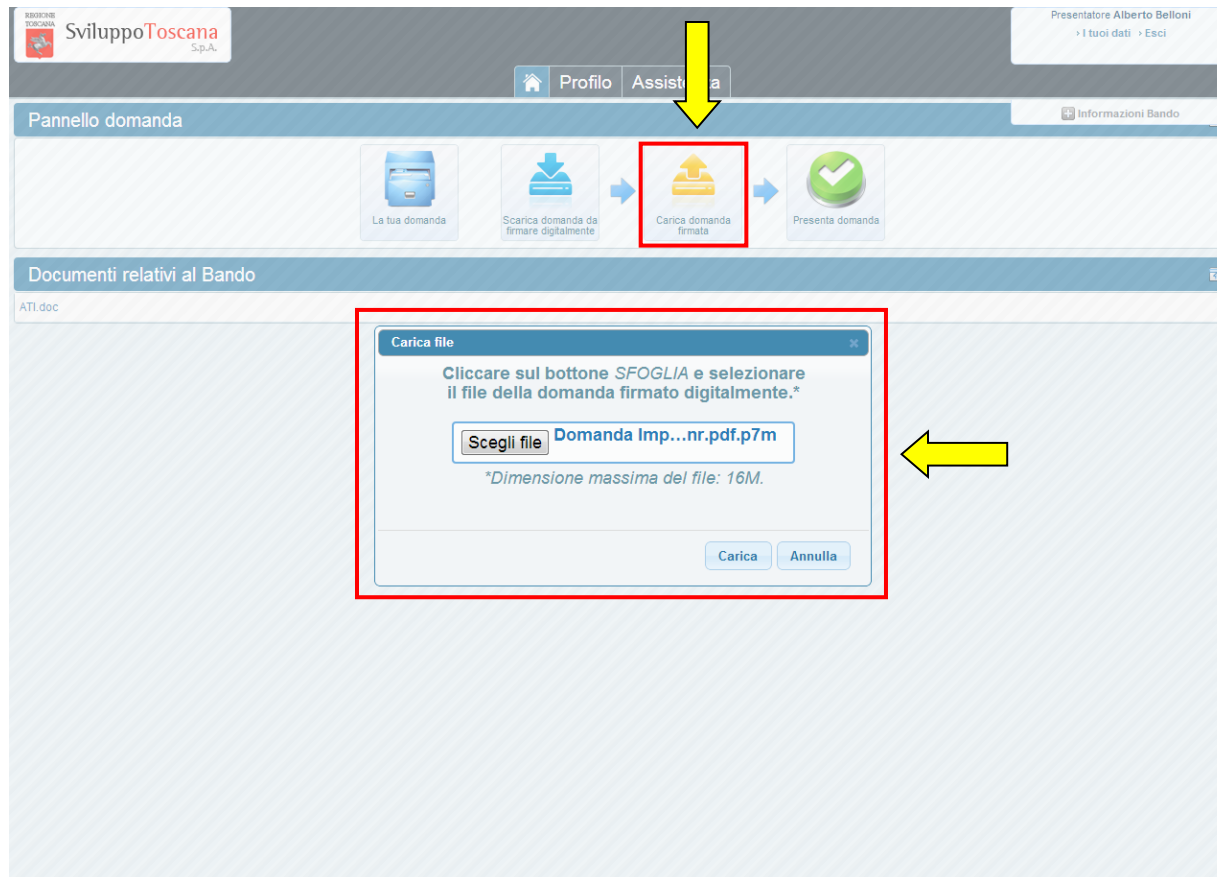 REGIONE
TOSCANA
SviluppoToscana
S.p.A.
Presentatore Alberto Belloni
› I tuoi dati › Esci
Profilo
Pannello domanda
Informazioni Bando
La tua domanda
Scarica domanda da
firmare digitalmente
Carica domanda
firmata
Presenta domanda
Documenti relativi al Bando
ATI.doc
Carica file
Cliccare sul bottone SFOGLIA e selezionare
il file della domanda firmato digitalmente.*
Scegli file Domanda Imp...nr.pdf.p7m
*Dimensione massima del file: 16M.
Carica Annulla